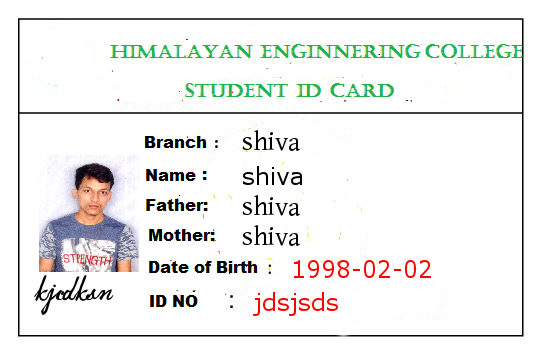 HIMALAYAN ENGINNERING COLLEGE
STUDENT ID CARD
Branch : shiva
Name : shiva
Father: shiva
Mother: shiva
STRENGTH
Date of Birth : 1998-02-02
kjcdksn
ID NO : jdsjsds